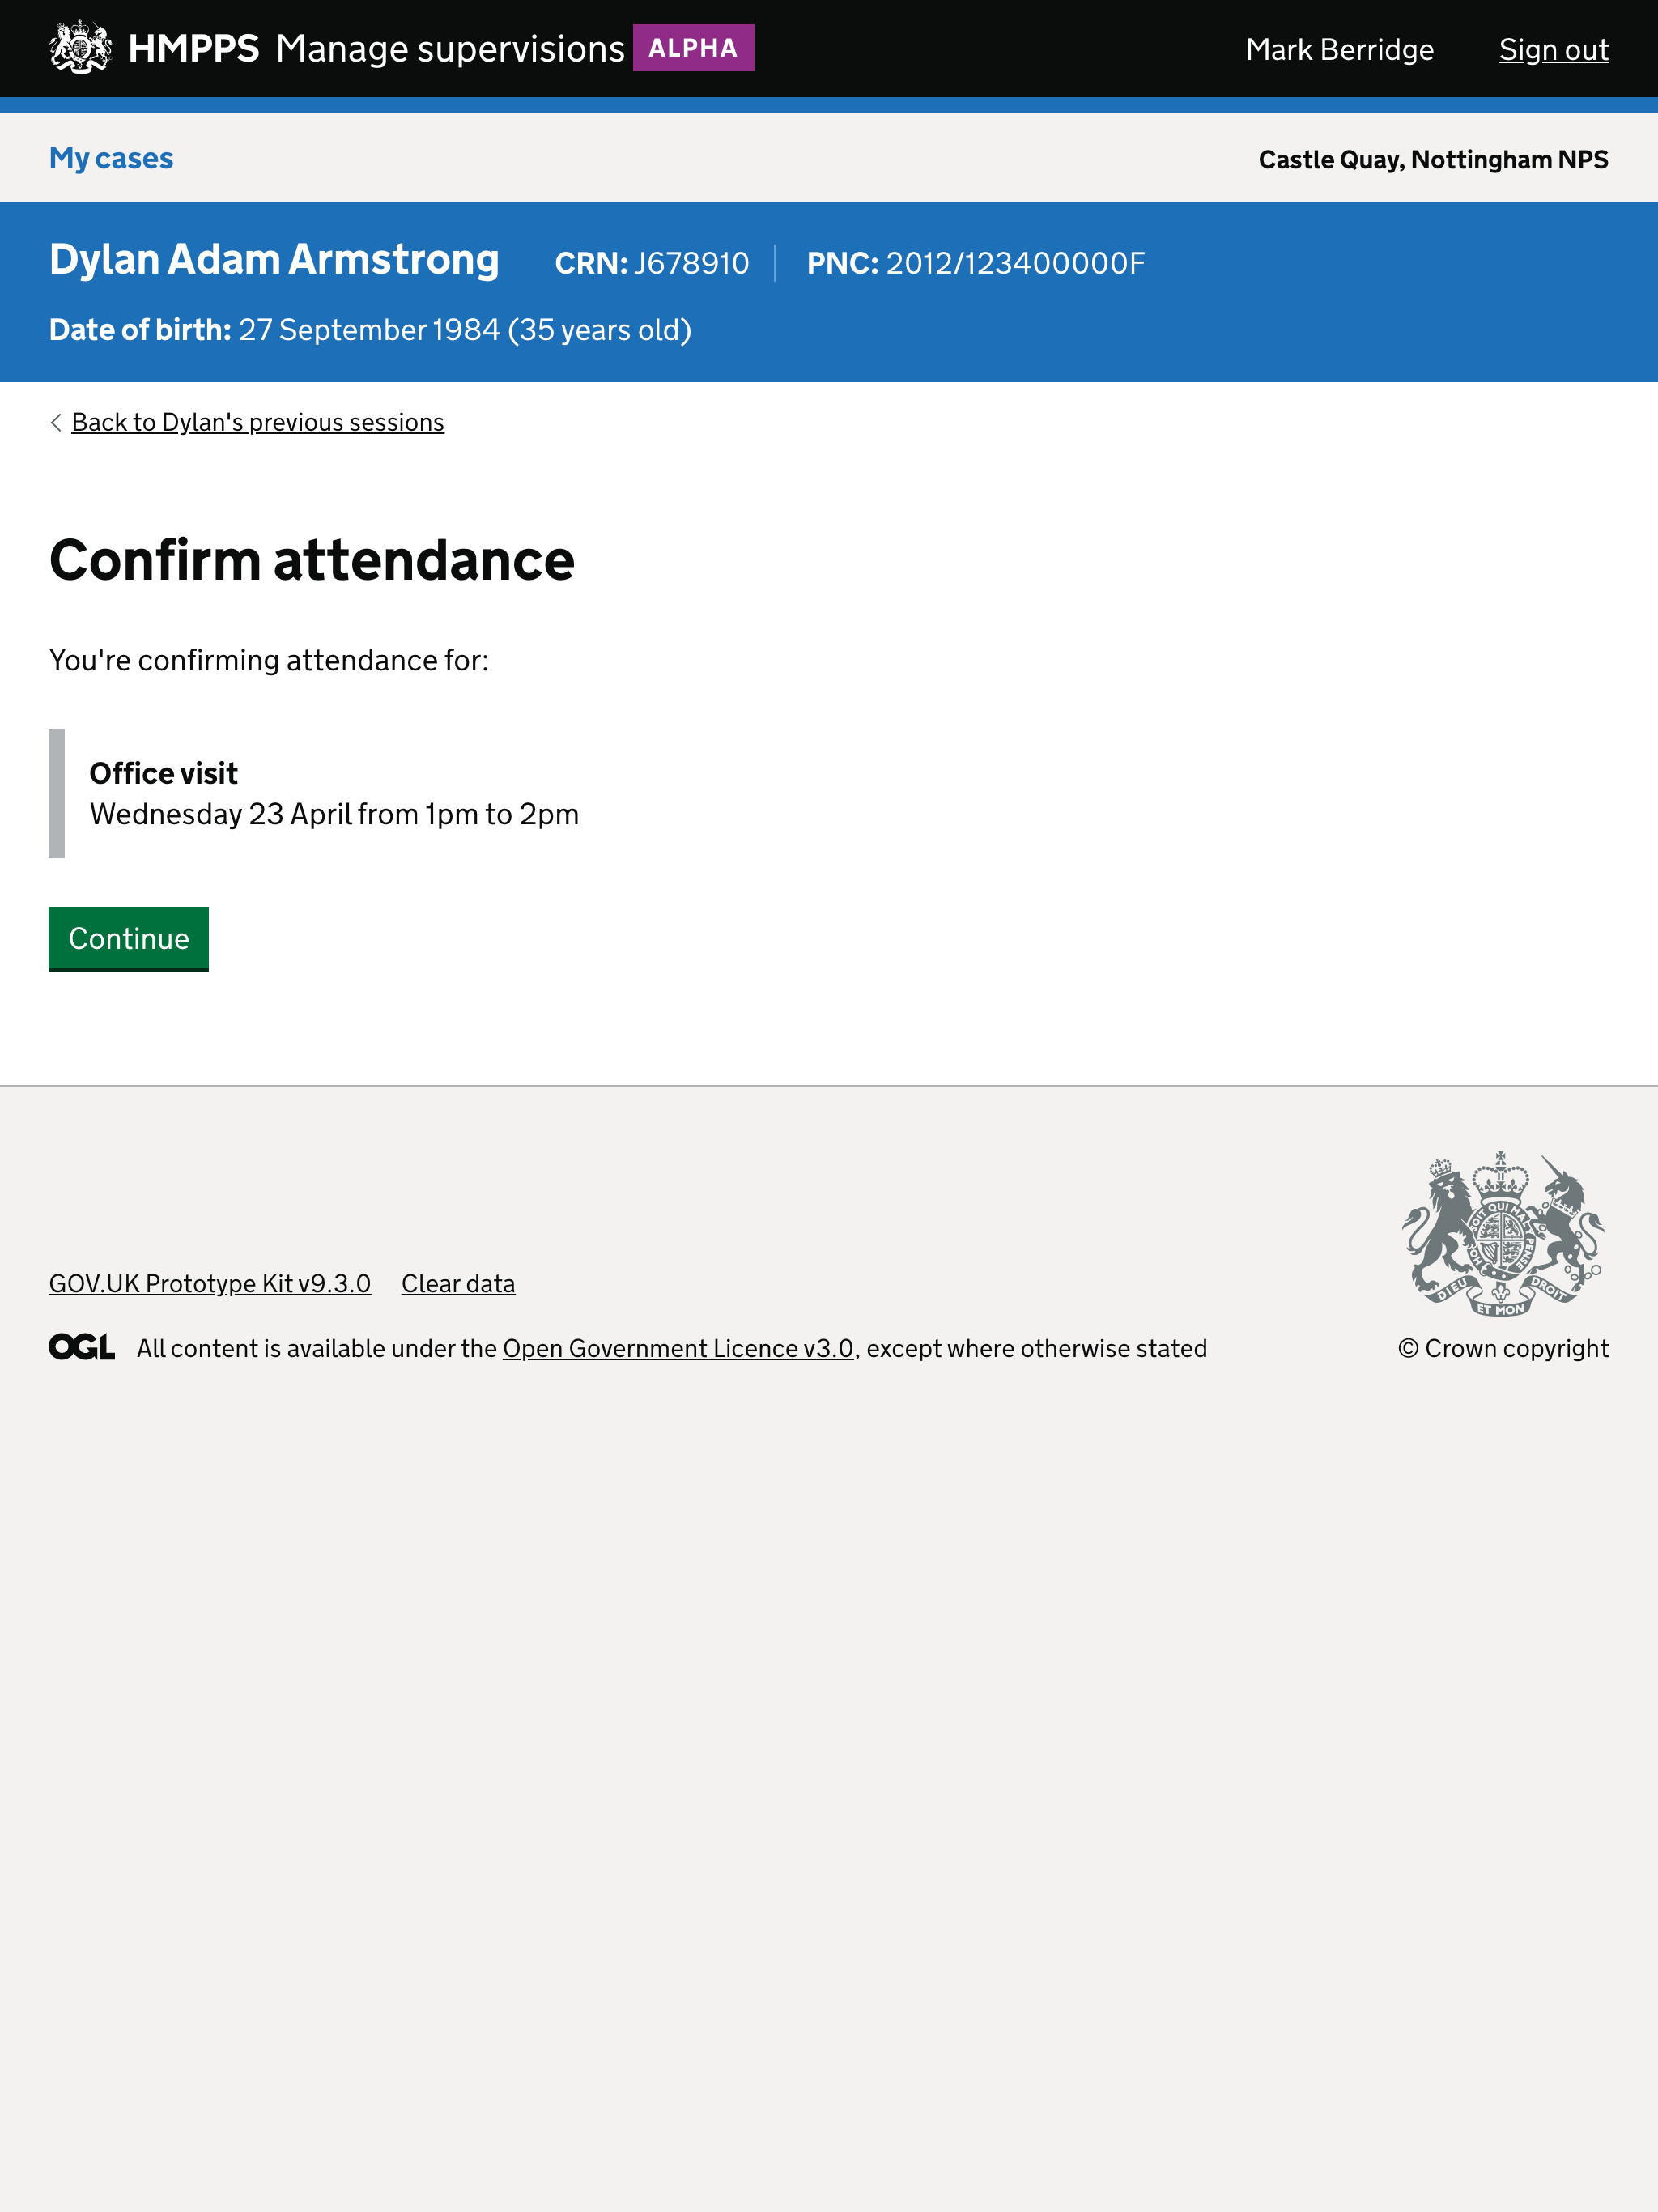 HMPPS Manage supervisions ALPHA Mark Berridge Sign out
My cases Castle Quay, Nottingham NPS
Dylan Adam Armstrong CRN: J678910 PNC: 2012/123400000F
Date of birth: 27 September 1984 (35 years old)
Back to Dylan's previous sessions
Confirm attendance
You're confirming attendance for:
Office visit
Wednesday 23 April from 1pm to 2pm
Continue
SOIT QUI MAL PENSE
HO
DIEU ET MON DROIT
GOV.UK Prototype Kit v9.3.0 Clear data
OGL All content is available under the Open Government Licence v3.0, except where otherwise stated © Crown copyright